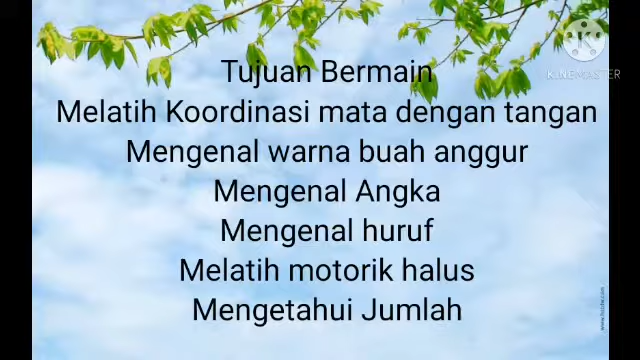 Tujuan Bermain
Melatih Koordinasi mata dengan tangan
Mengenal warna buah anggur
Mengenal Angka
Mengenal huruf
Melatih motorik halus
Mengetahui Jumlah
KINEMASTER